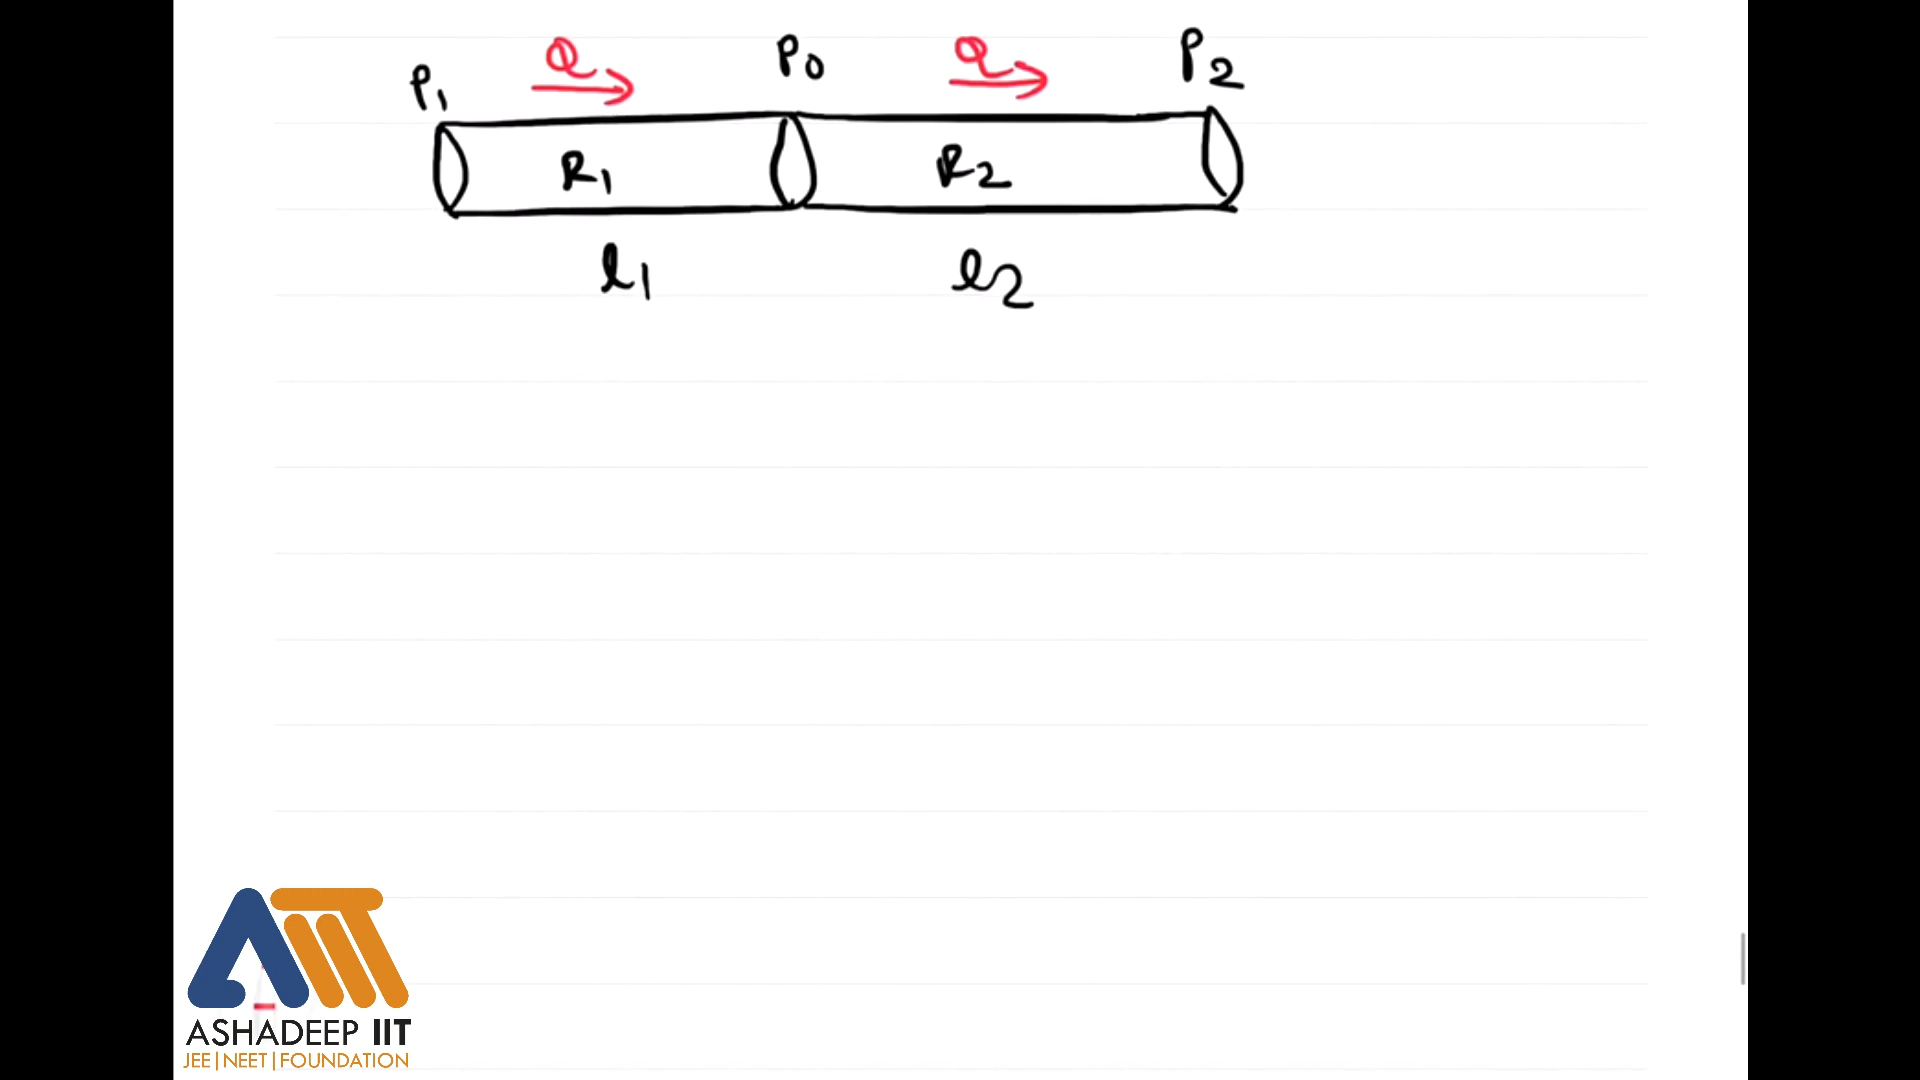 P₁ Q P₀ Q P₂
R₁ R₂
l₁ l₂
ASHADEEP IIT
JEE|NEET|FOUNDATION